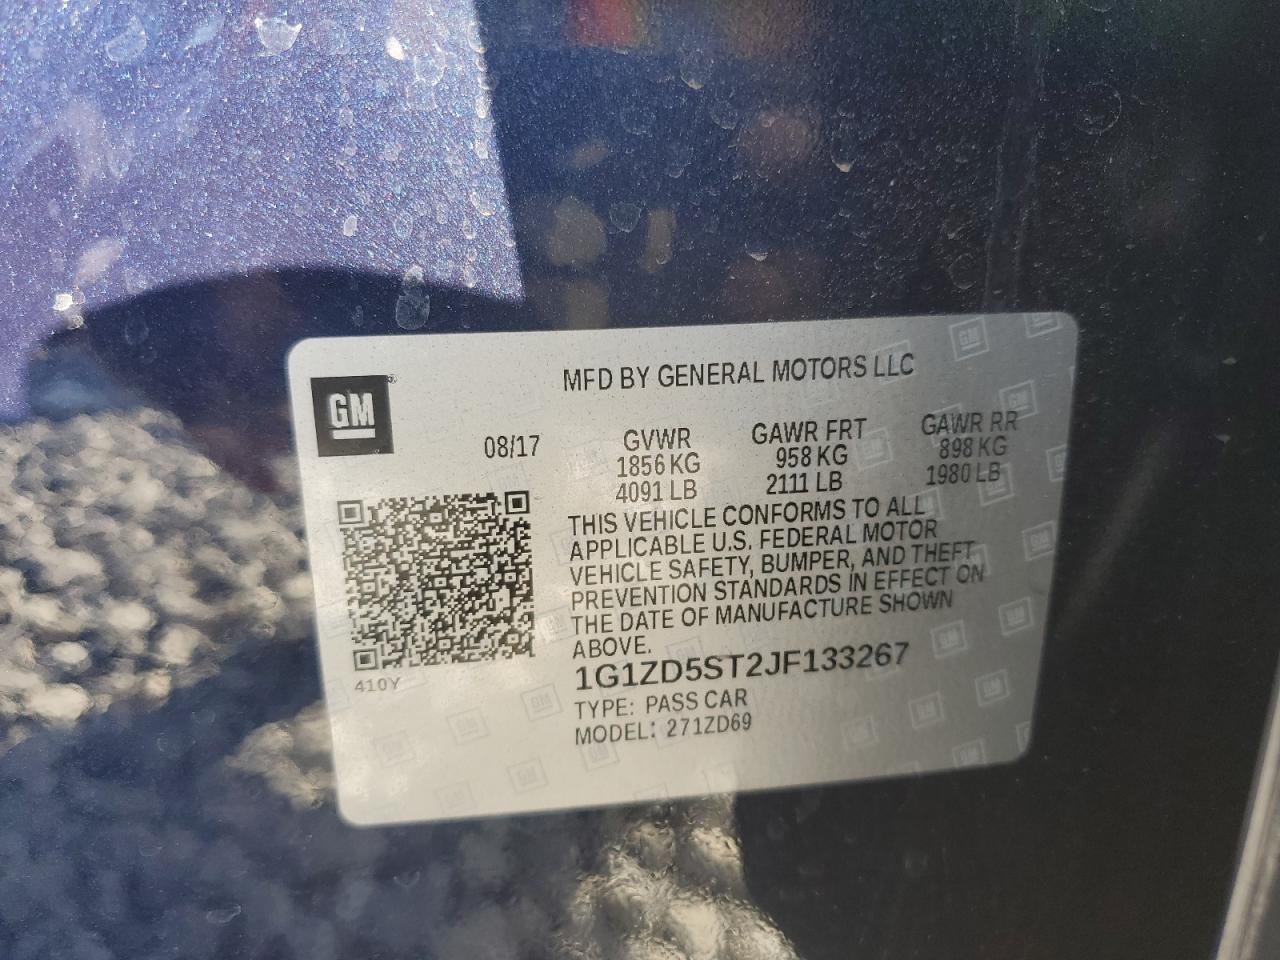 MFD BY GENERAL MOTORS LLC
GM
08/17 GVWR GAWR FRT GAWR RR
1856 KG 958 KG 898 KG
4091 LB 2111 LB 1980 LB
THIS VEHICLE CONFORMS TO ALL
APPLICABLE U.S. FEDERAL MOTOR
VEHICLE SAFETY, BUMPER, AND THEFT
PREVENTION STANDARDS IN EFFECT ON
THE DATE OF MANUFACTURE SHOWN
ABOVE.
1G1ZD5ST2JF133267
410Y
TYPE: PASS CAR
MODEL: 271ZD69